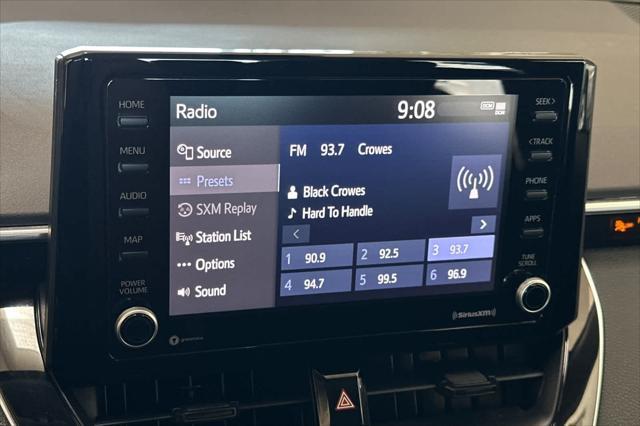 HOME
MENU
AUDIO
MAP
POWER
VOLUME
Radio
9:08
DCM
DCM
Source
Presets
SXM Replay
Station List
Options
Sound
FM 93.7 Crowes
Black Crowes
Hard To Handle
< >
1 90.9 2 92.5 3 93.7
4 94.7 5 99.5 6 96.9
SEEK >
< TRACK
PHONE
APPS
TUNE
SCROLL
SiriusXM